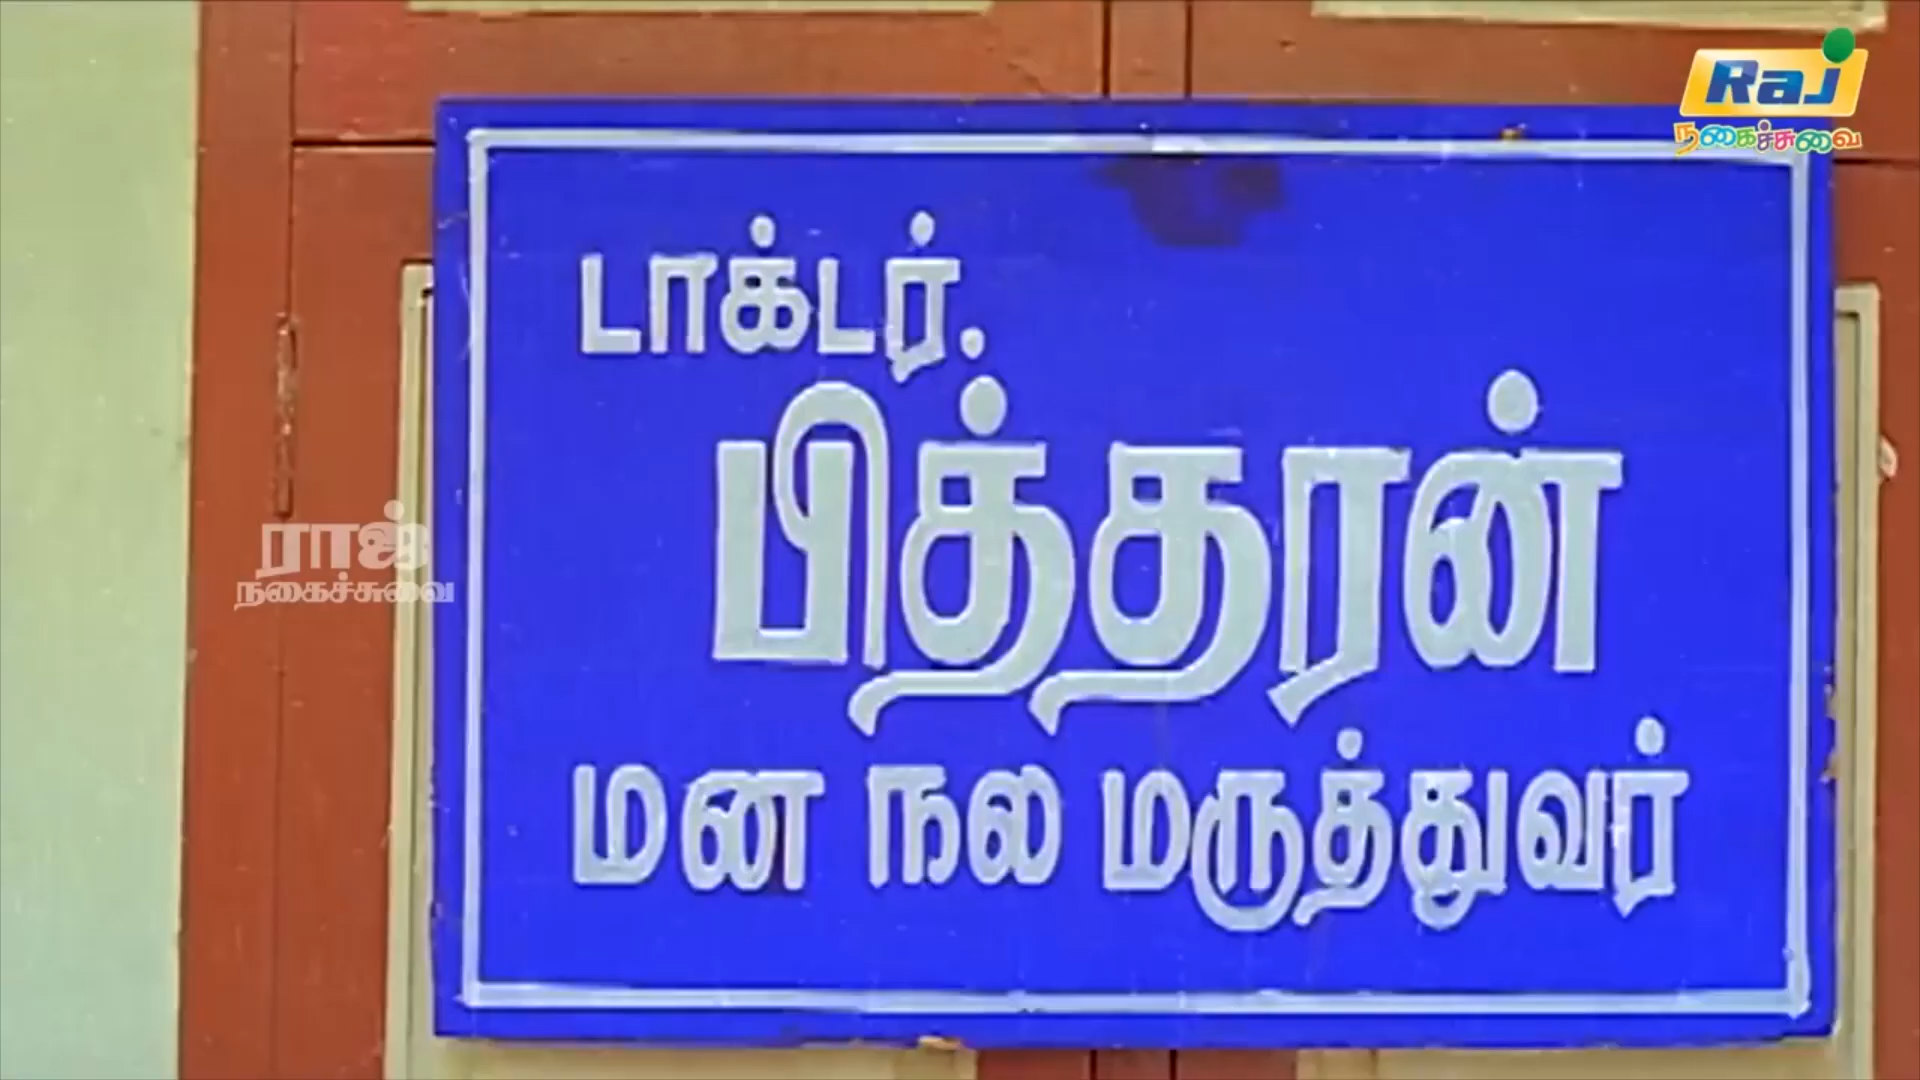 Raj
நகைச்சுவை
டாக்டர்.
பித்தரன்
மன நல மருத்துவர்
ராஜ்
நகைச்சுவை